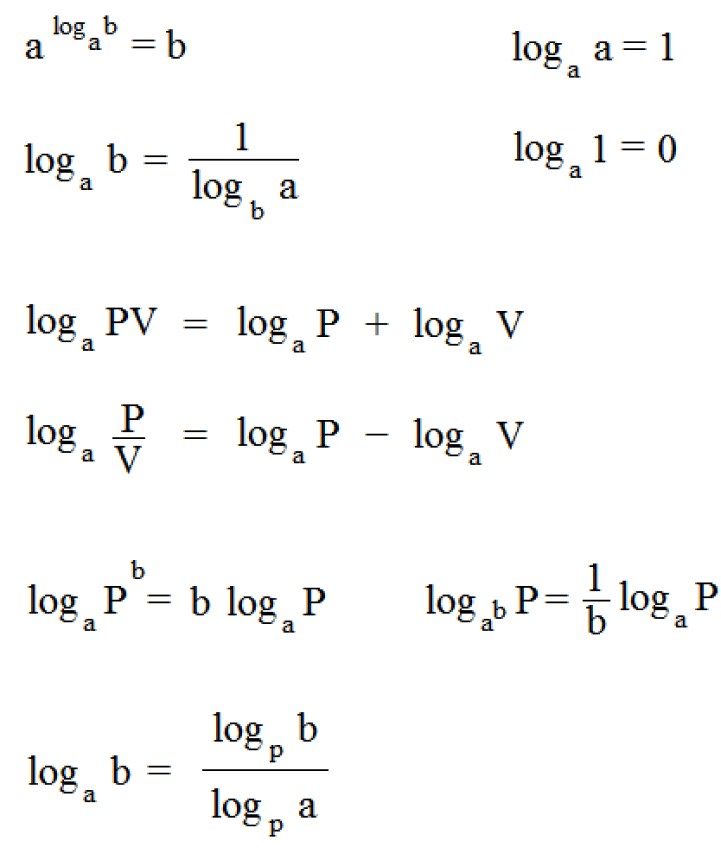 a^(log_a b) = b    log_a a = 1
log_a b = 1 / log_b a    log_a 1 = 0
log_a PV = log_a P + log_a V
log_a P/V = log_a P − log_a V
log_a P^b = b log_a P    log_(a^b) P = 1/b log_a P
log_a b = log_p b / log_p a